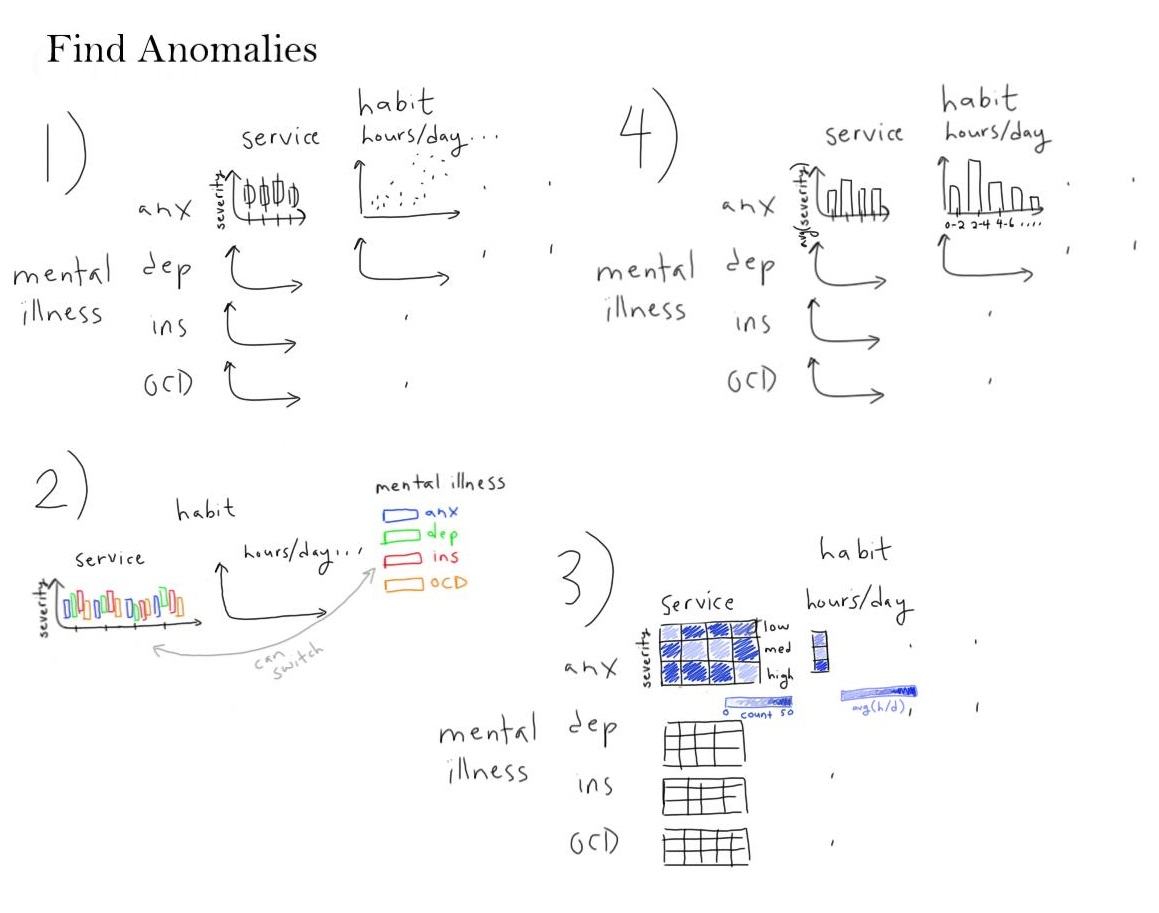 Find Anomalies
1)
habit
service hours/day...
severity
anx
mental dep
illness ins
OCD
4)
habit
service hours/day
avg(severity)
anx
0-2 2-4 4-6 ....
mental dep
illness ins
OCD
2)
habit
mental illness
anx
dep
ins
OCD
service hours/day...
severity
can
switch
3)
habit
service hours/day
severity
low
med
high
anx
0 count 50
avg(h/d)
mental dep
illness ins
OCD